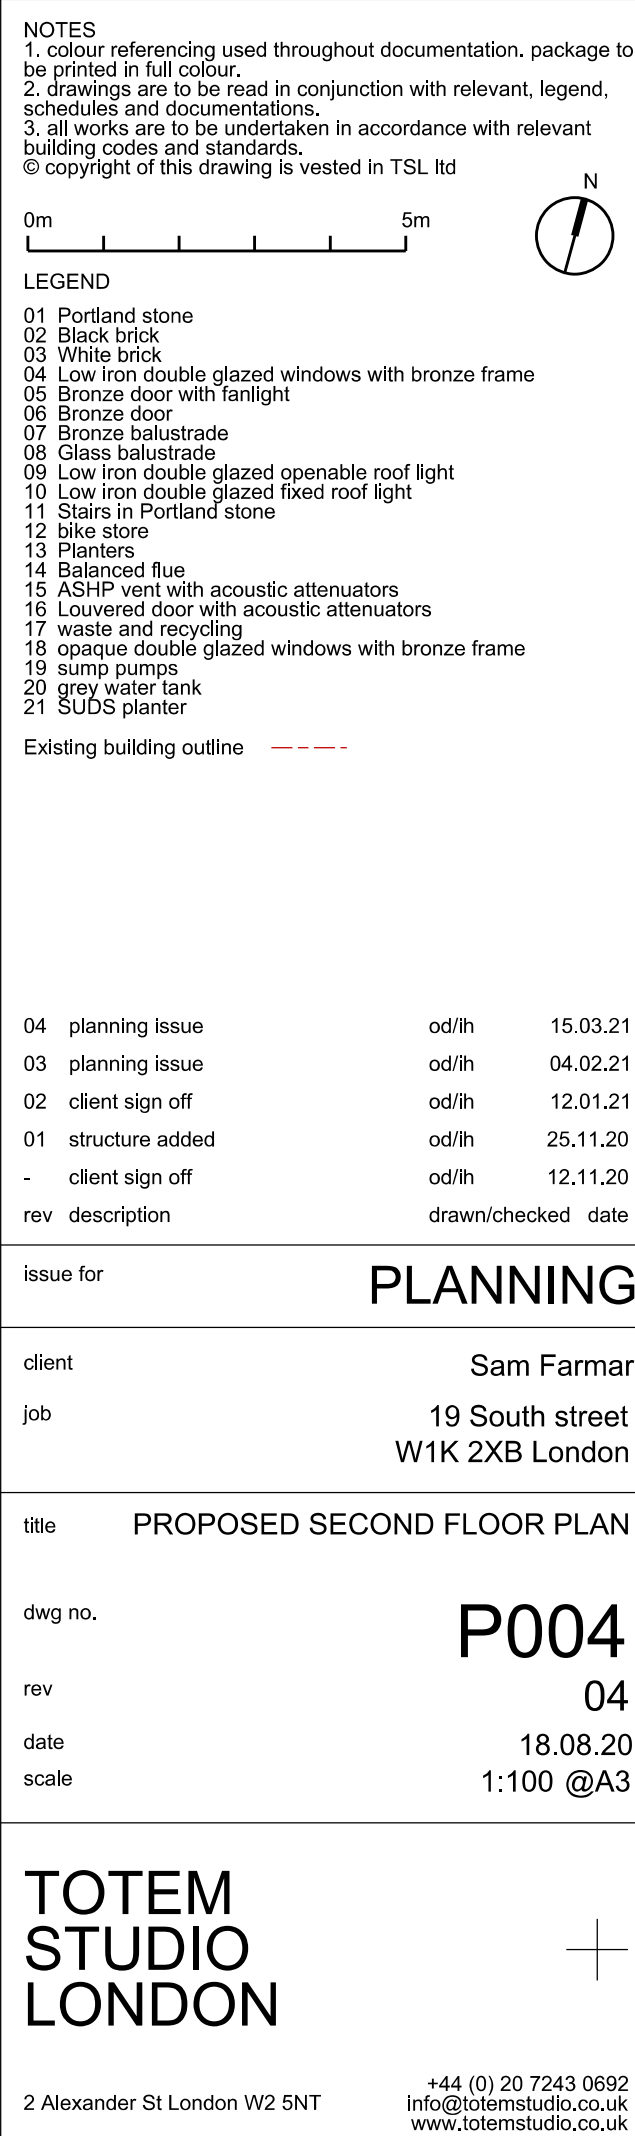 NOTES
1. colour referencing used throughout documentation. package to
be printed in full colour.
2. drawings are to be read in conjunction with relevant, legend,
schedules and documentations.
3. all works are to be undertaken in accordance with relevant
building codes and standards.
© copyright of this drawing is vested in TSL ltd
N
0m 5m
LEGEND
01 Portland stone
02 Black brick
03 White brick
04 Low iron double glazed windows with bronze frame
05 Bronze door with fanlight
06 Bronze door
07 Bronze balustrade
08 Glass balustrade
09 Low iron double glazed openable roof light
10 Low iron double glazed fixed roof light
11 Stairs in Portland stone
12 bike store
13 Planters
14 Balanced flue
15 ASHP vent with acoustic attenuators
16 Louvered door with acoustic attenuators
17 waste and recycling
18 opaque double glazed windows with bronze frame
19 sump pumps
20 grey water tank
21 SUDS planter
Existing building outline
04 planning issue od/ih 15.03.21
03 planning issue od/ih 04.02.21
02 client sign off od/ih 12.01.21
01 structure added od/ih 25.11.20
- client sign off od/ih 12.11.20
rev description drawn/checked date
issue for PLANNING
client Sam Farmar
job 19 South street
W1K 2XB London
title PROPOSED SECOND FLOOR PLAN
dwg no. P004
rev 04
date 18.08.20
scale 1:100 @A3
TOTEM
STUDIO
LONDON
+44 (0) 20 7243 0692
2 Alexander St London W2 5NT info@totemstudio.co.uk
www.totemstudio.co.uk